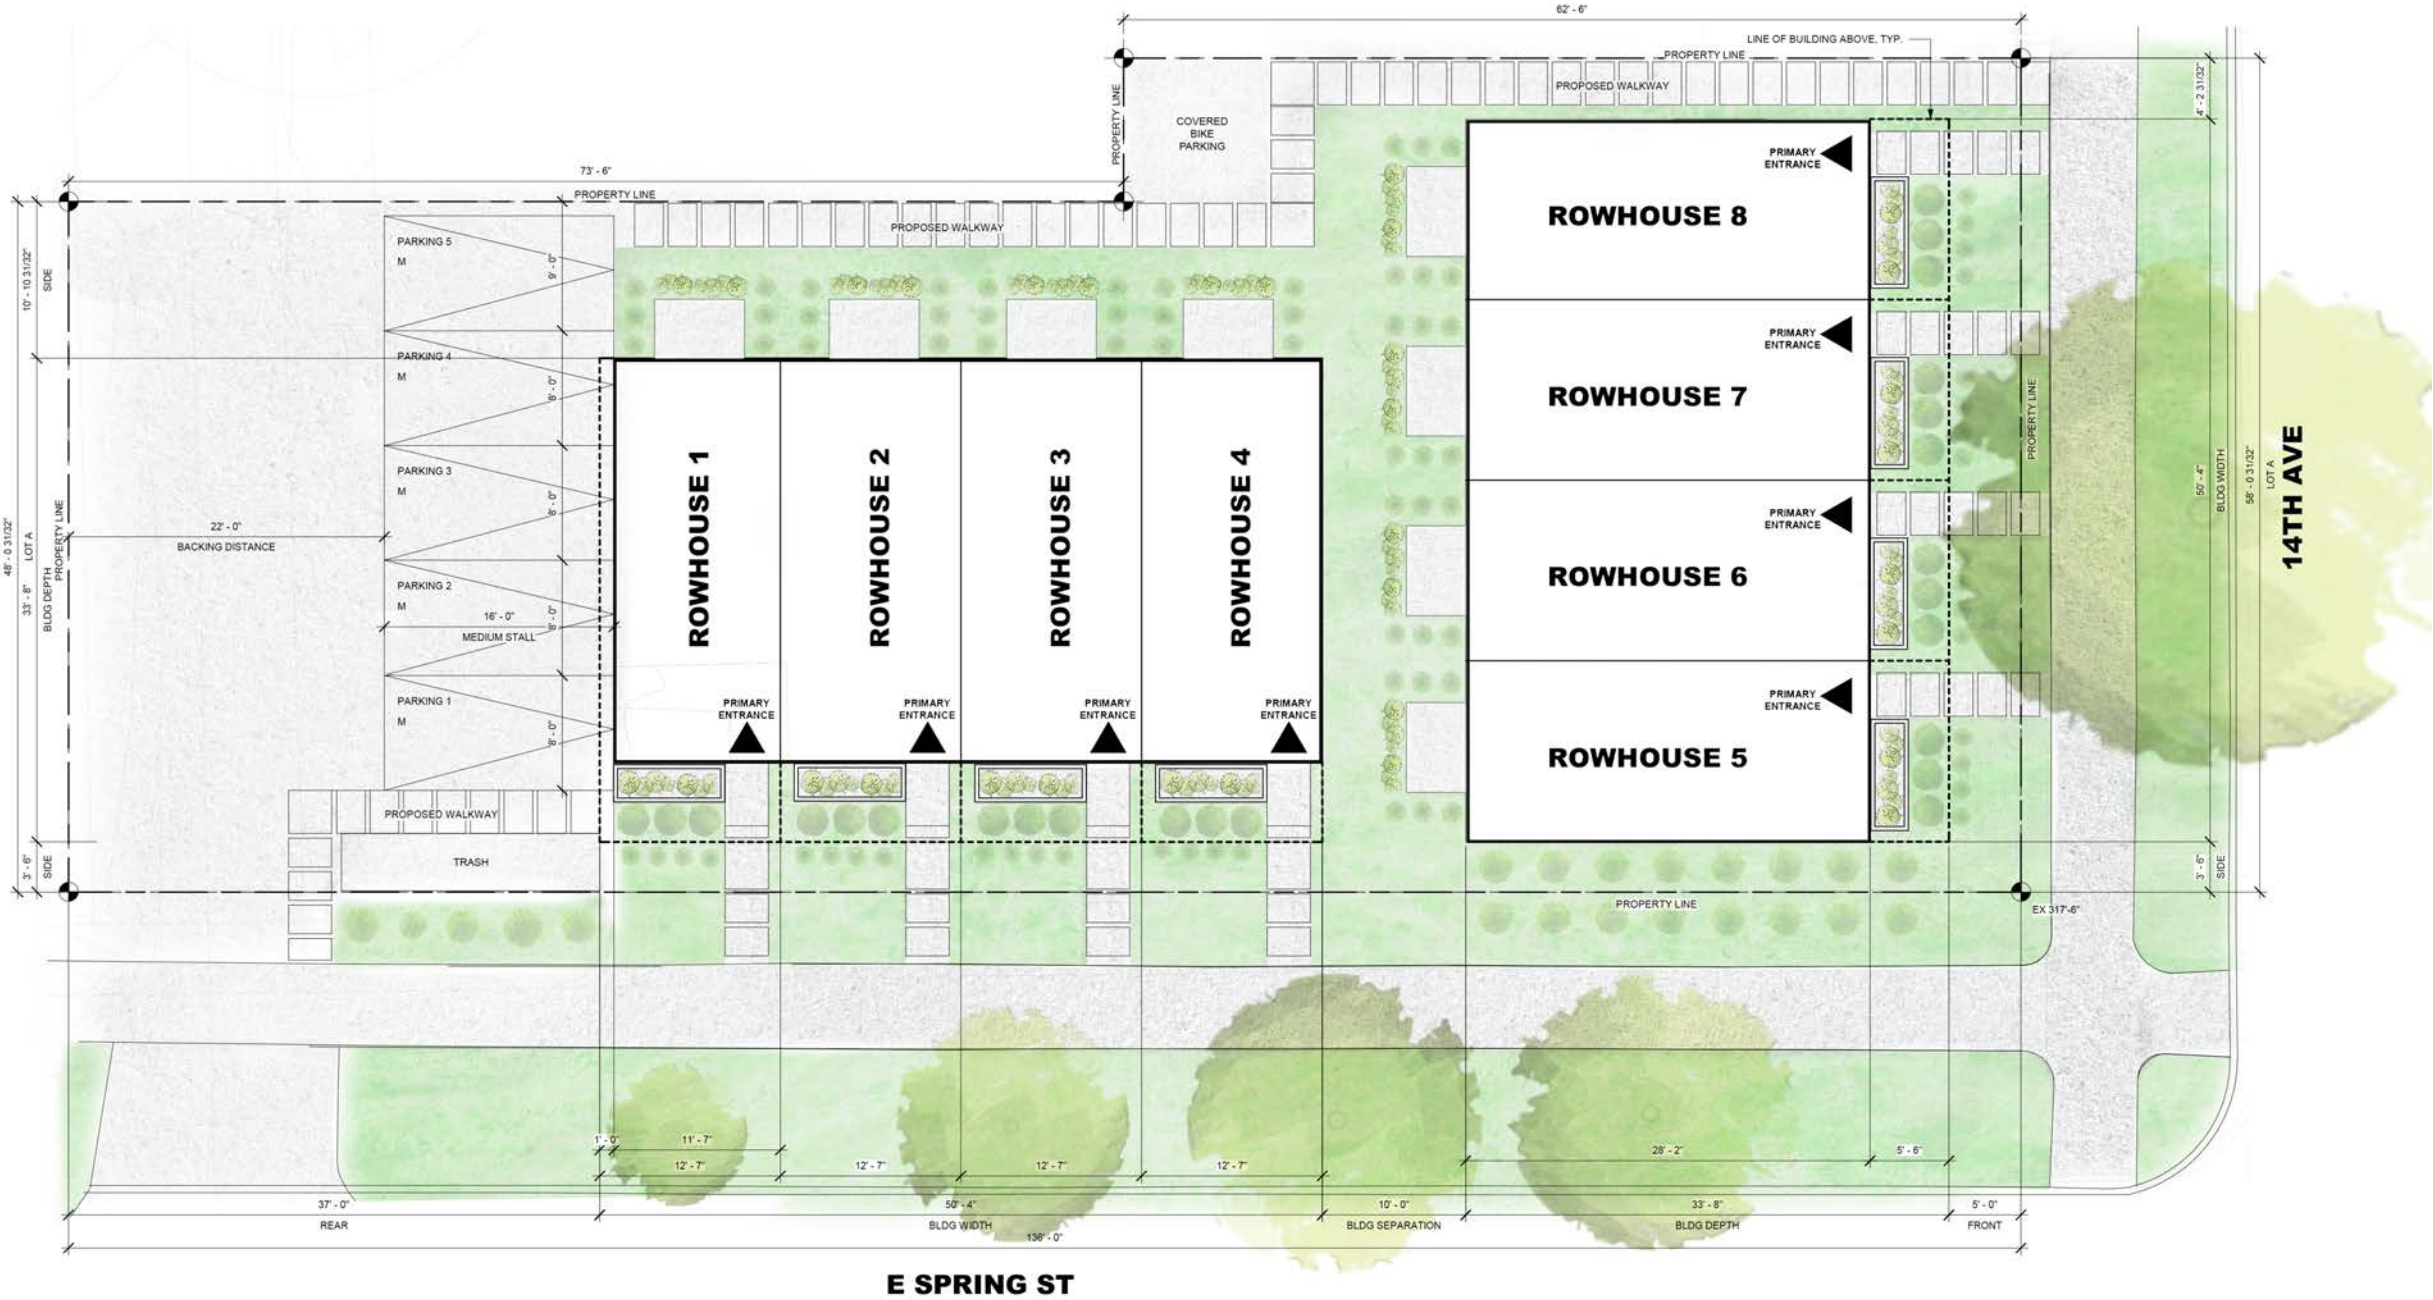 62' - 6"
LINE OF BUILDING ABOVE, TYP.
PROPERTY LINE
PROPOSED WALKWAY
4' - 2 31/32"
PROPERTY LINE
COVERED
BIKE
PARKING
PRIMARY
ENTRANCE
73' - 6"
PROPERTY LINE
PROPOSED WALKWAY
ROWHOUSE 8
PARKING 5
M
9' - 0"
10' - 10 31/32"
SIDE
PRIMARY
ENTRANCE
PARKING 4
M
8' - 0"
ROWHOUSE 7
PROPERTY LINE
ROWHOUSE 1
ROWHOUSE 2
ROWHOUSE 3
ROWHOUSE 4
PARKING 3
M
8' - 0"
50' - 4"
BLDG WIDTH
58' - 0 31/32"
LOT A
14TH AVE
PRIMARY
ENTRANCE
22' - 0"
BACKING DISTANCE
48' - 0 31/32"
LOT A
33' - 8"
BLDG DEPTH
PROPERTY LINE
ROWHOUSE 6
PARKING 2
M
8' - 0"
16' - 0"
MEDIUM STALL
PARKING 1
M
8' - 0"
PRIMARY
ENTRANCE
PRIMARY
ENTRANCE
PRIMARY
ENTRANCE
PRIMARY
ENTRANCE
PRIMARY
ENTRANCE
ROWHOUSE 5
PROPOSED WALKWAY
TRASH
3' - 6"
SIDE
3' - 6"
SIDE
PROPERTY LINE
EX 317'-6"
1' - 0"
11' - 7"
28' - 2"
5' - 6"
12' - 7"
12' - 7"
12' - 7"
12' - 7"
37' - 0"
REAR
50' - 4"
BLDG WIDTH
10' - 0"
BLDG SEPARATION
33' - 8"
BLDG DEPTH
5' - 0"
FRONT
136' - 0"
E SPRING ST